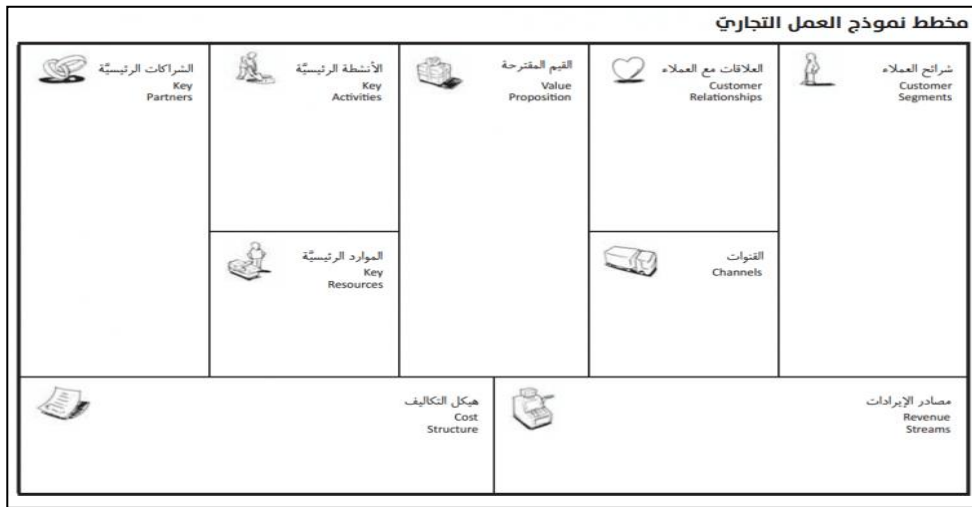 مخطط نموذج العمل التجاريّ
شرائح العملاء
Customer
Segments
العلاقات مع العملاء
Customer
Relationships
القيم المقترحة
Value
Proposition
الأنشطة الرئيسيَّة
Key
Activities
الشراكات الرئيسيَّة
Key
Partners
القنوات
Channels
الموارد الرئيسيَّة
Key
Resources
مصادر الإيرادات
Revenue
Streams
هيكل التكاليف
Cost
Structure